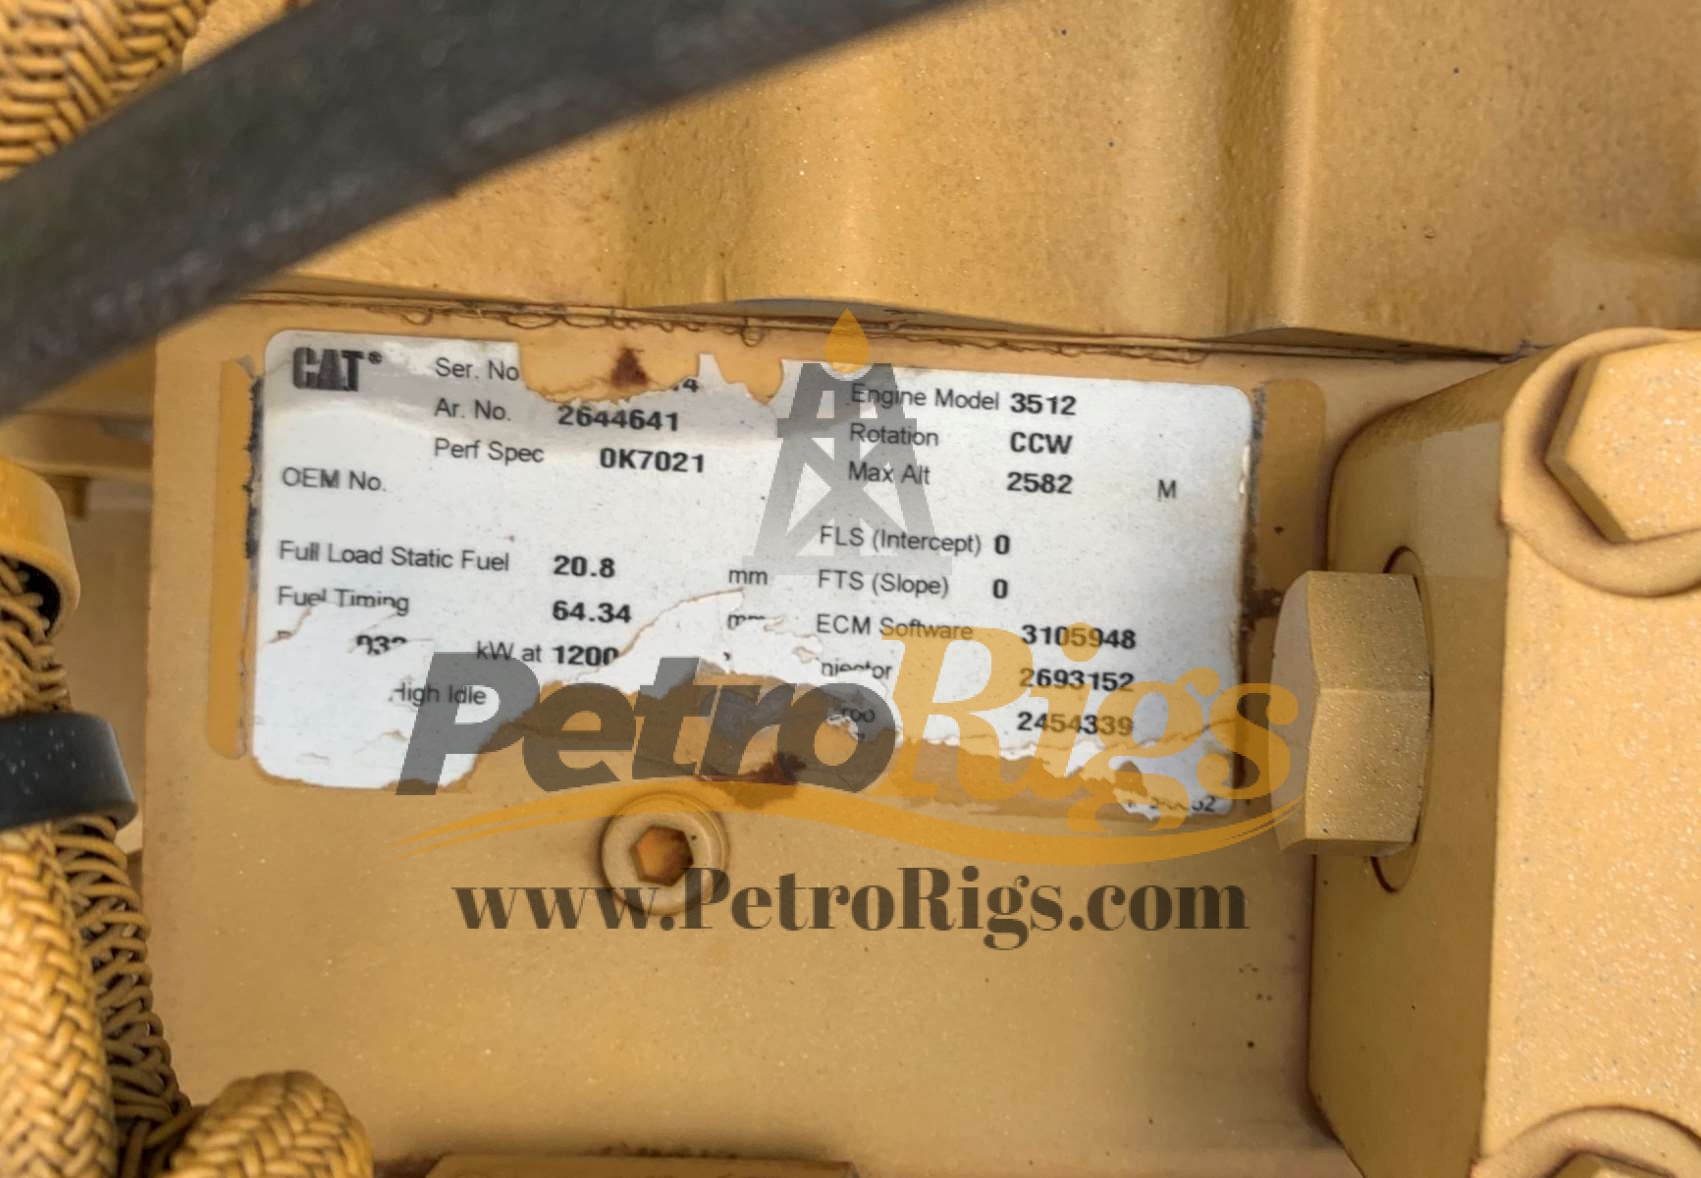 CAT®
Ser. No
Ar. No. 2644641
Perf Spec 0K7021
OEM No.
Full Load Static Fuel 20.8 mm
Fuel Timing 64.34
kW at 1200
High Idle
Engine Model 3512
Rotation CCW
Max Alt 2582 M
FLS (Intercept) 0
FTS (Slope) 0
ECM Software 3105948
2693152
2454339
PetroRigs
www.PetroRigs.com